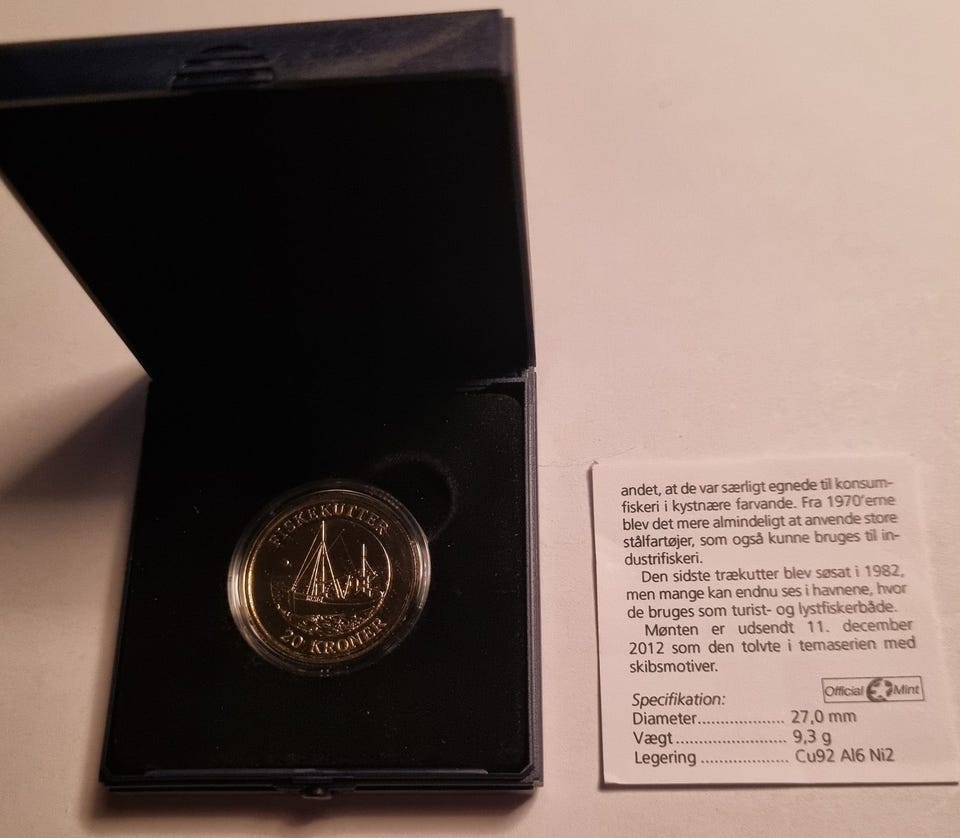 FISKEKUTTER
20 KRONER
andet, at de var særligt egnede til konsum-
fiskeri i kystnære farvande. Fra 1970'erne
blev det mere almindeligt at anvende store
stålfartøjer, som også kunne bruges til in-
dustrifiskeri.
Den sidste trækutter blev søsat i 1982,
men mange kan endnu ses i havnene, hvor
de bruges som turist- og lystfiskerbåde.
Mønten er udsendt 11. december
2012 som den tolvte i temaserien med
skibsmotiver.
Official Mint
Specifikation:
Diameter.................. 27,0 mm
Vægt........................ 9,3 g
Legering ................... Cu92 Al6 Ni2